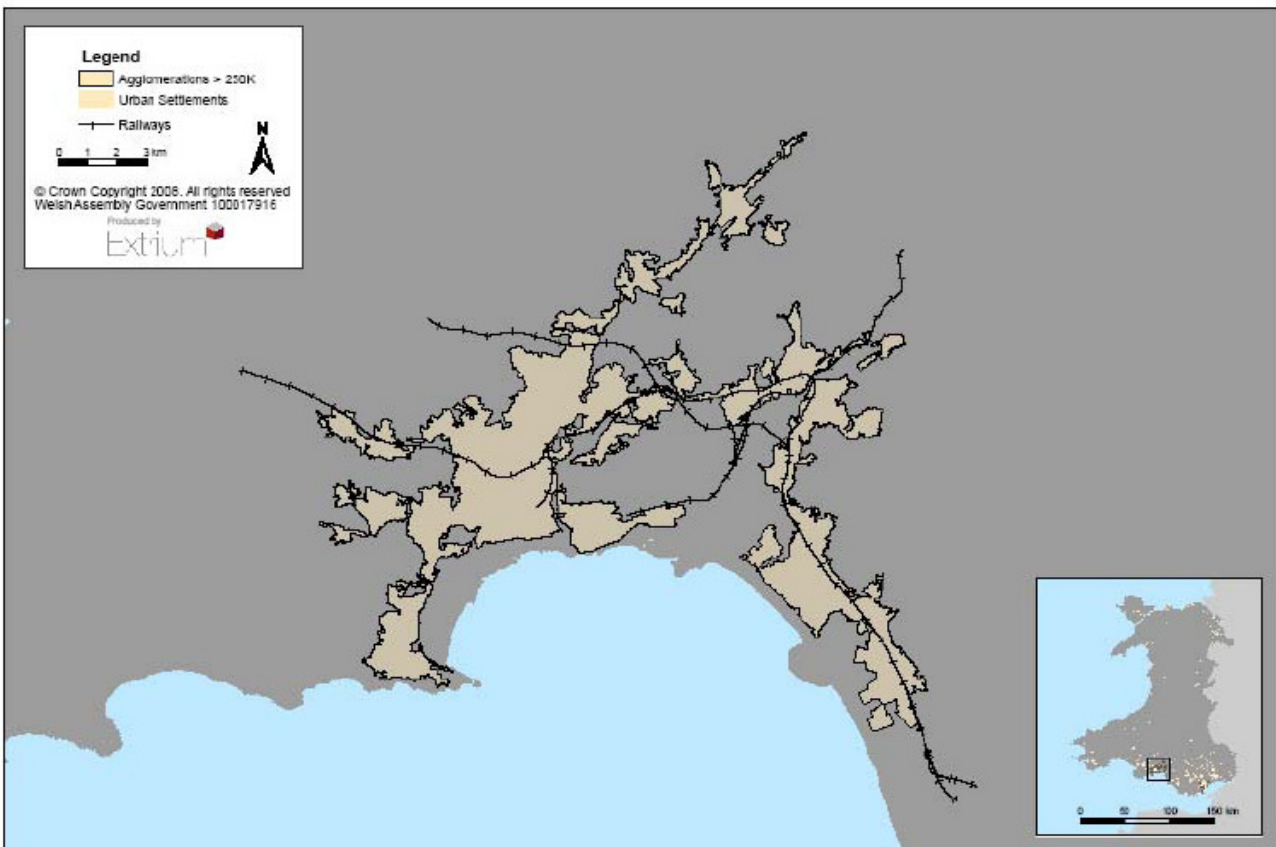 Legend
Agglomerations > 250K
Urban Settlements
Railways
N
0 1 2 3 km
© Crown Copyright 2006. All rights reserved
Welsh Assembly Government 100017916
Produced by
Extrium
0 50 100 150 km